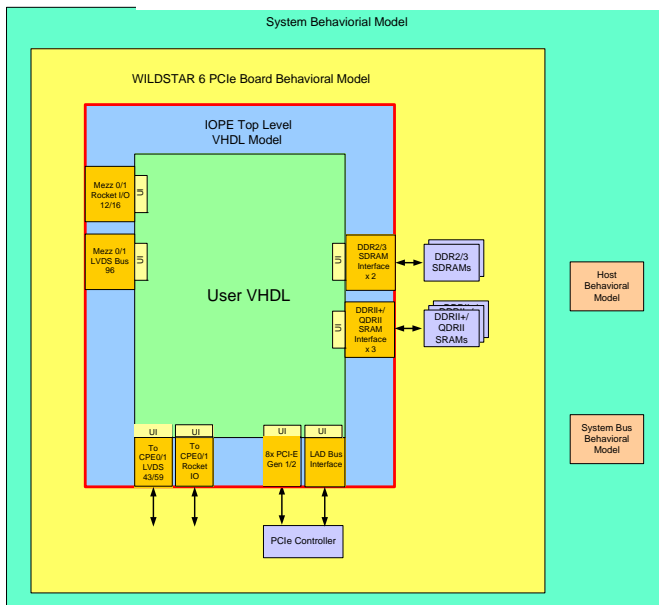 System Behaviorial Model
WILDSTAR 6 PCIe Board Behavioral Model
IOPE Top Level
VHDL Model
Mezz 0/1
Rocket I/O
12/16
UI
Mezz 0/1
LVDS Bus
96
UI
User VHDL
UI
DDR2/3
SDRAM
Interface
x 2
DDR2/3
SDRAMs
UI
DDRII+/
QDRII
SRAM
Interface
x 3
DDRII+/
QDRII
SRAMs
Host
Behavioral
Model
System Bus
Behavioral
Model
UI
UI
UI
UI
To
CPE0/1
LVDS
43/59
To
CPE0/1
Rocket
IO
8x PCI-E
Gen 1/2
LAD Bus
Interface
PCIe Controller